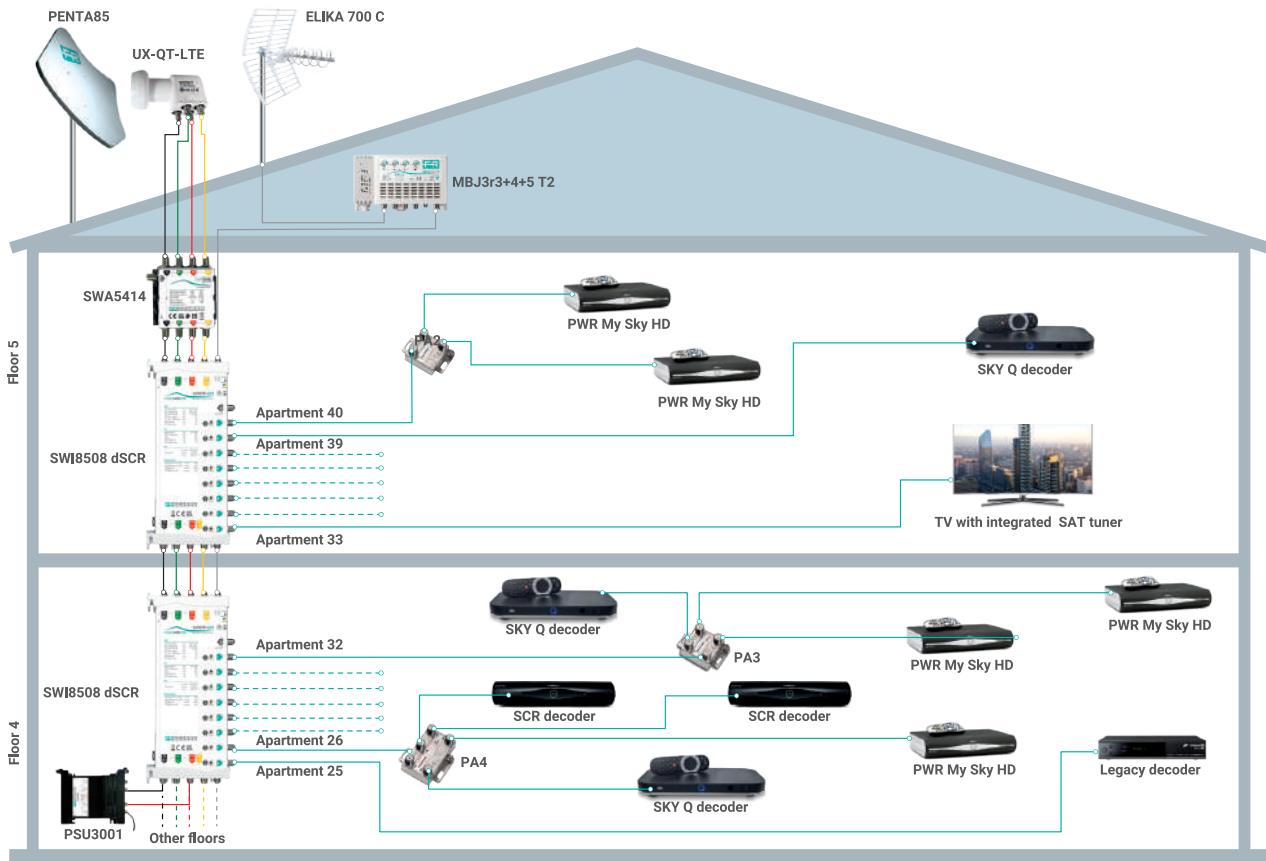 PENTA85
ELIKA 700 C
UX-QT-LTE
MBJ3r3+4+5 T2
SWA5414
PWR My Sky HD
PA2
SKY Q decoder
PWR My Sky HD
Floor 5
Apartment 40
Apartment 39
SWI8508 dSCR
TV with integrated SAT tuner
Apartment 33
SKY Q decoder
PWR My Sky HD
Apartment 32
PA3
PWR My Sky HD
SWI8508 dSCR
SCR decoder
SCR decoder
Floor 4
Apartment 26
PA4
PWR My Sky HD
Legacy decoder
Apartment 25
SKY Q decoder
PSU3001
Other floors